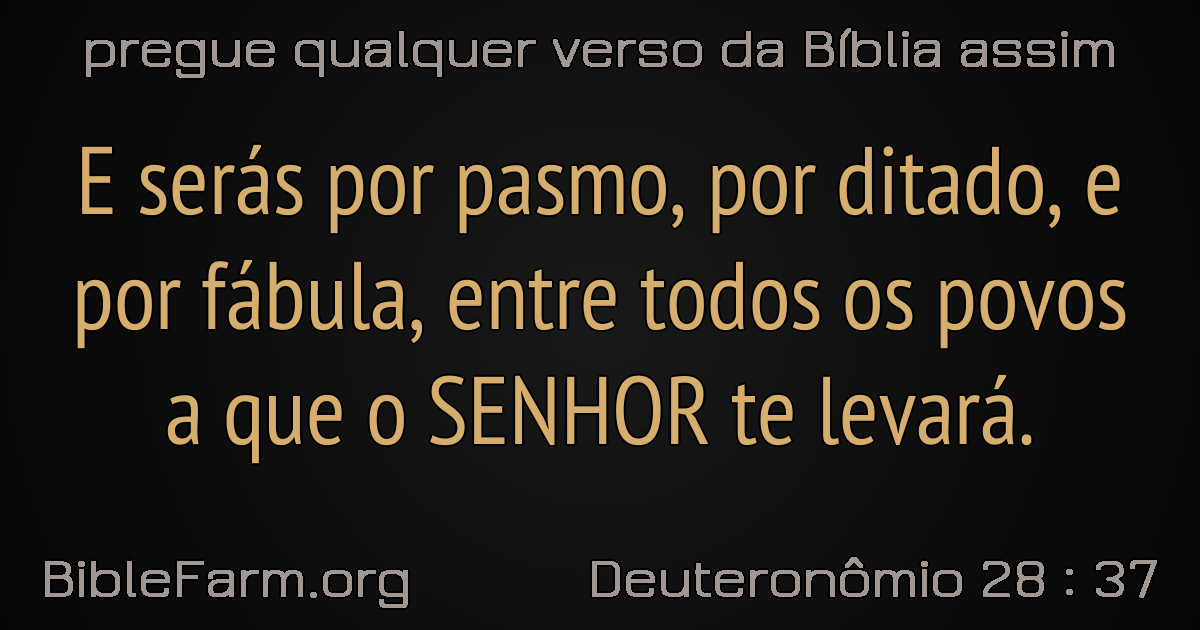 pregue qualquer verso da Bíblia assim
E serás por pasmo, por ditado, e
por fábula, entre todos os povos
a que o SENHOR te levará.
BibleFarm.org
Deuteronômio 28 : 37